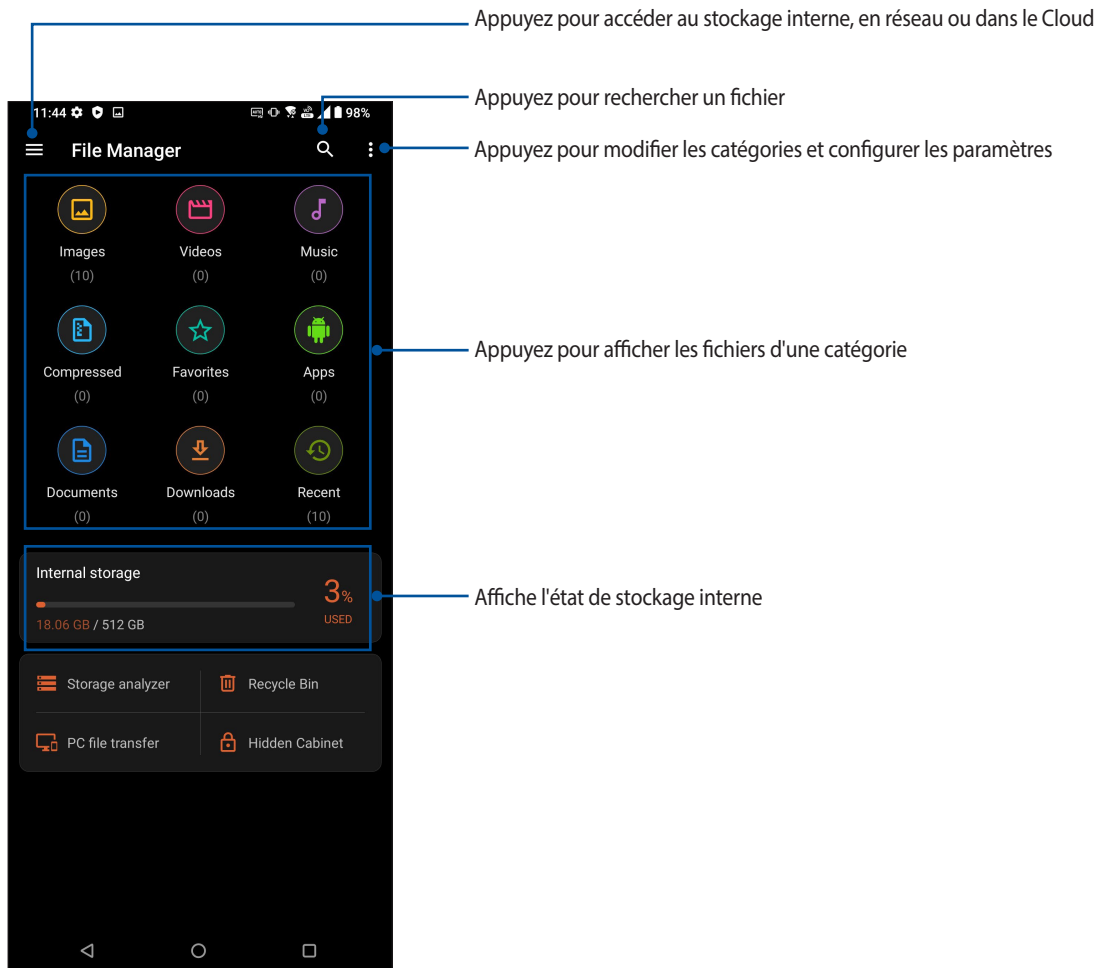 Appuyez pour accéder au stockage interne, en réseau ou dans le Cloud
Appuyez pour rechercher un fichier
11:44 98%
File Manager
Appuyez pour modifier les catégories et configurer les paramètres
Images Videos Music
(10) (0) (0)
Appuyez pour afficher les fichiers d'une catégorie
Compressed Favorites Apps
(0) (0) (0)
Documents Downloads Recent
(0) (0) (10)
Internal storage
3%
USED
18.06 GB / 512 GB
Affiche l'état de stockage interne
Storage analyzer Recycle Bin
PC file transfer Hidden Cabinet